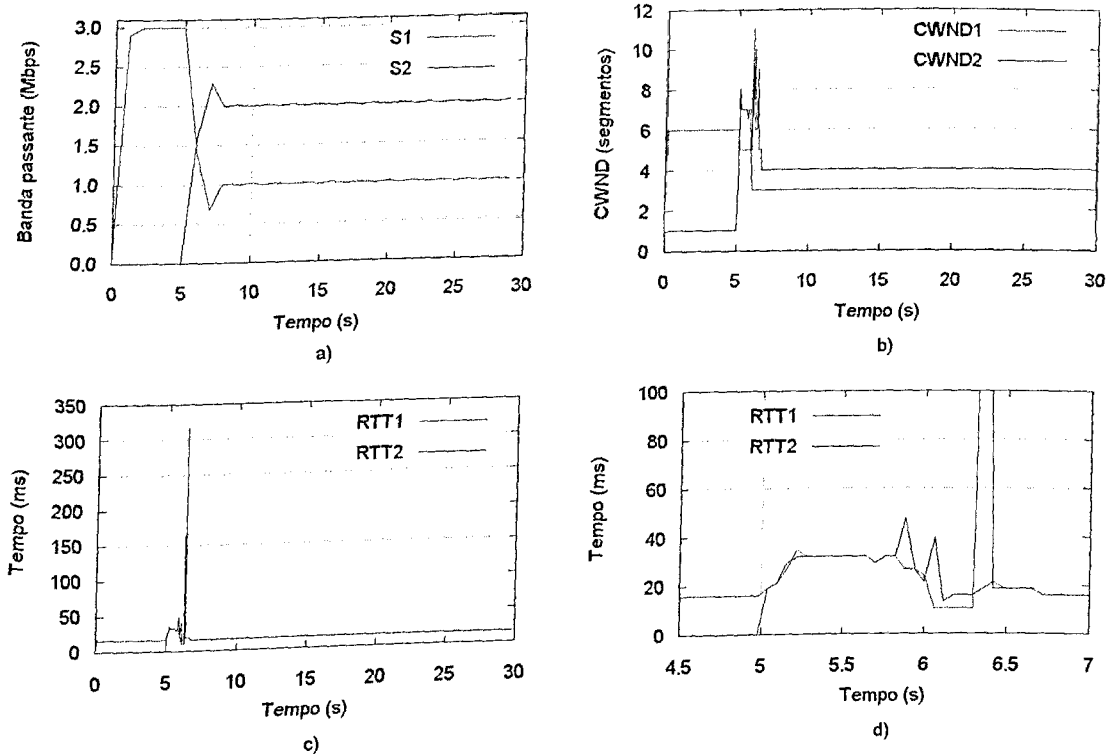 Banda passante (Mbps)
3.0
2.5
2.0
1.5
1.0
0.5
0.0
S1
S2
0 5 10 15 20 25 30
Tempo (s)
a)
CWND (segmentos)
12
10
8
6
4
2
0
CWND1
CWND2
0 5 10 15 20 25 30
Tempo (s)
b)
Tempo (ms)
350
300
250
200
150
100
50
0
RTT1
RTT2
0 5 10 15 20 25 30
Tempo (s)
c)
Tempo (ms)
100
80
60
40
20
0
RTT1
RTT2
4.5 5 5.5 6 6.5 7
Tempo (s)
d)